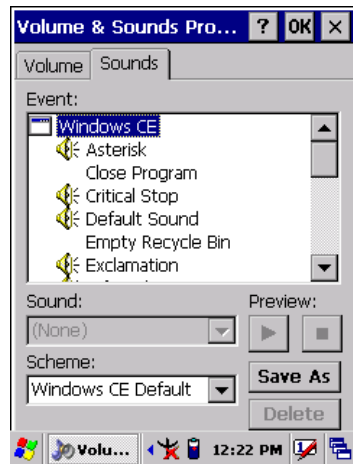 Volume & Sounds Pro... ? OK ×
Volume Sounds
Event:
Windows CE
Asterisk
Close Program
Critical Stop
Default Sound
Empty Recycle Bin
Exclamation
Sound: Preview:
(None)
Scheme:
Windows CE Default Save As
Delete
Volu... 12:22 PM